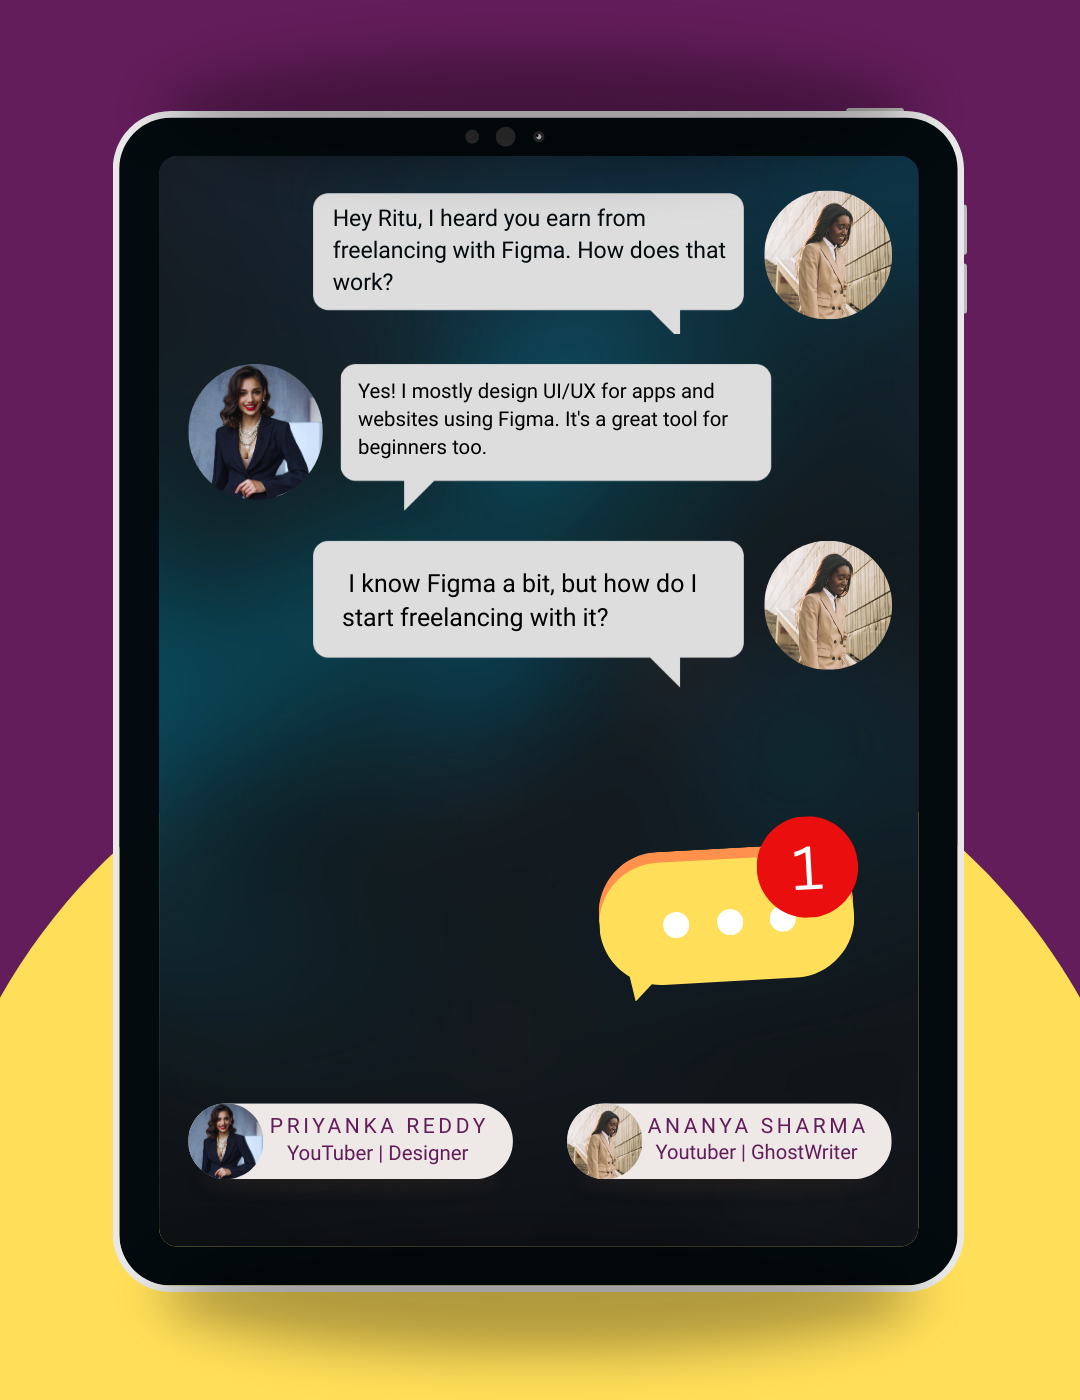 Hey Ritu, I heard you earn from
freelancing with Figma. How does that
work?
Yes! I mostly design UI/UX for apps and
websites using Figma. It's a great tool for
beginners too.
I know Figma a bit, but how do I
start freelancing with it?
1
PRIYANKA REDDY
YouTuber | Designer
ANANYA SHARMA
Youtuber | GhostWriter